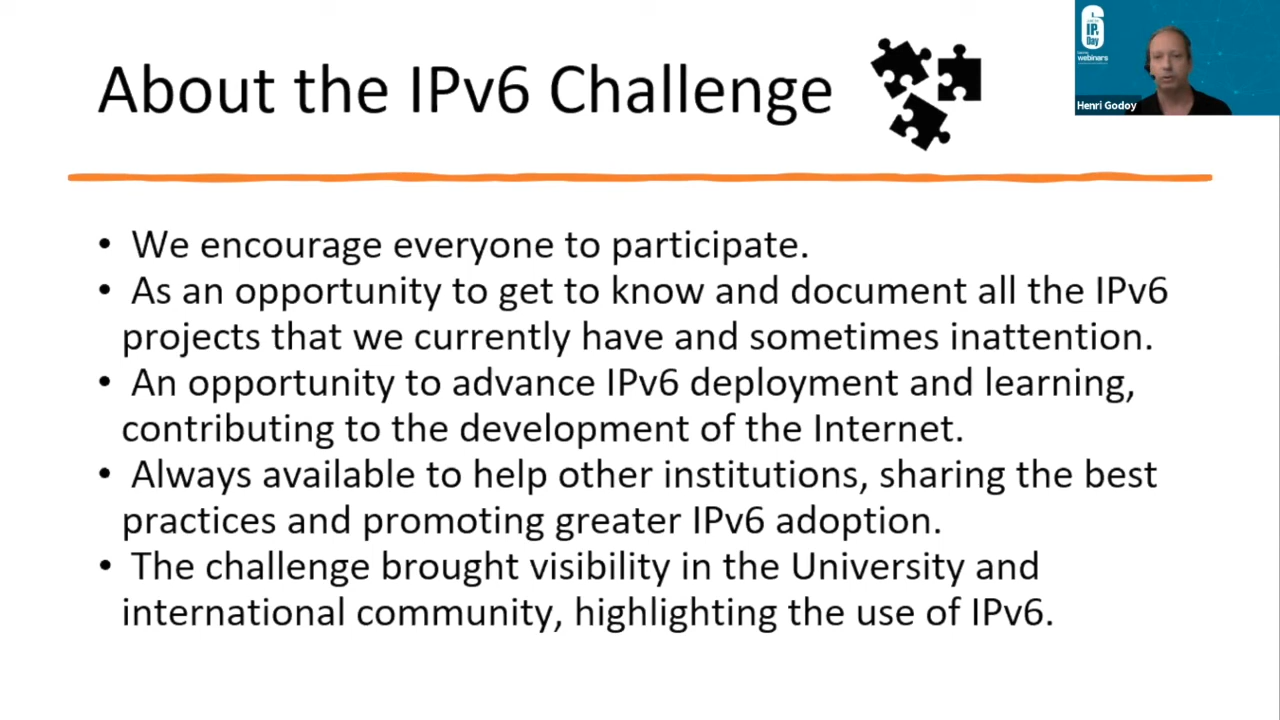 About the IPv6 Challenge
6
IP
Day
webinars
Henri Godoy
• We encourage everyone to participate.
• As an opportunity to get to know and document all the IPv6
projects that we currently have and sometimes inattention.
• An opportunity to advance IPv6 deployment and learning,
contributing to the development of the Internet.
• Always available to help other institutions, sharing the best
practices and promoting greater IPv6 adoption.
• The challenge brought visibility in the University and
international community, highlighting the use of IPv6.